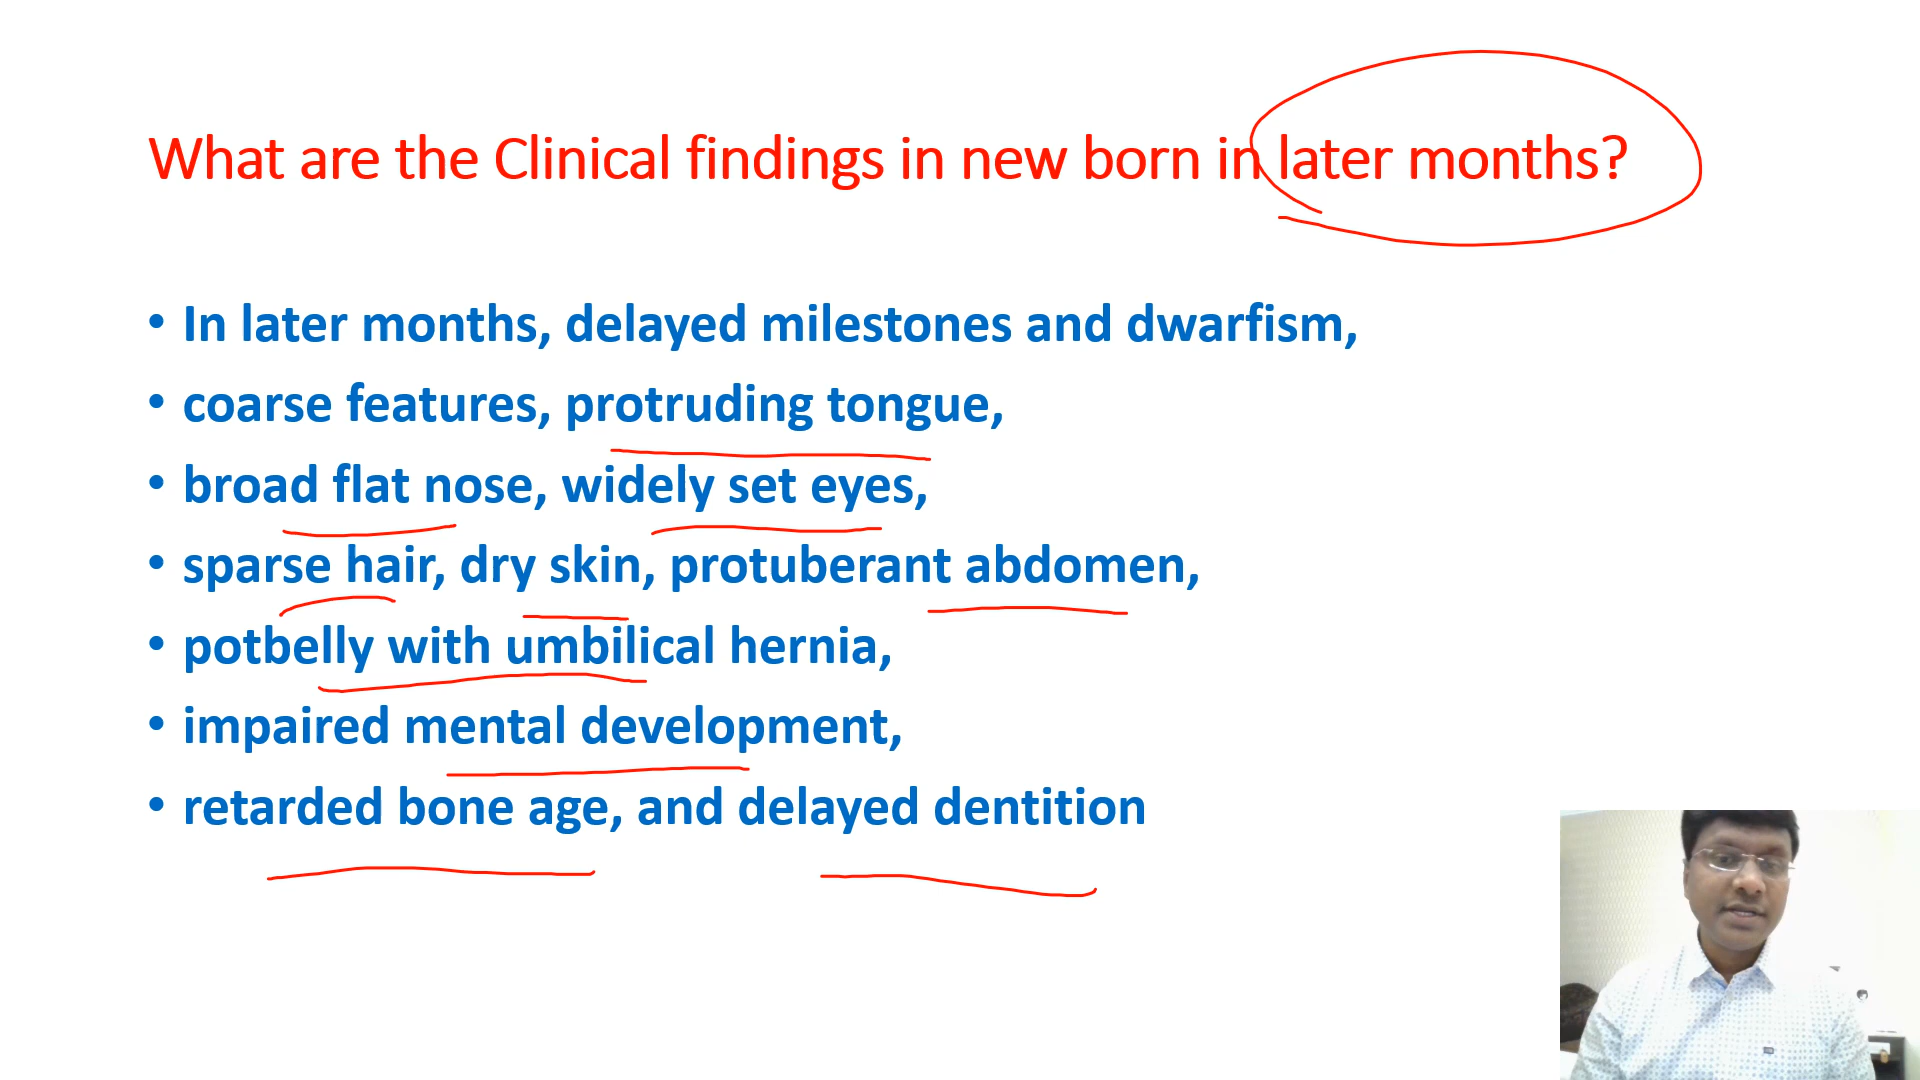 What are the Clinical findings in new born in later months?
• In later months, delayed milestones and dwarfism,
• coarse features, protruding tongue,
• broad flat nose, widely set eyes,
• sparse hair, dry skin, protuberant abdomen,
• potbelly with umbilical hernia,
• impaired mental development,
• retarded bone age, and delayed dentition